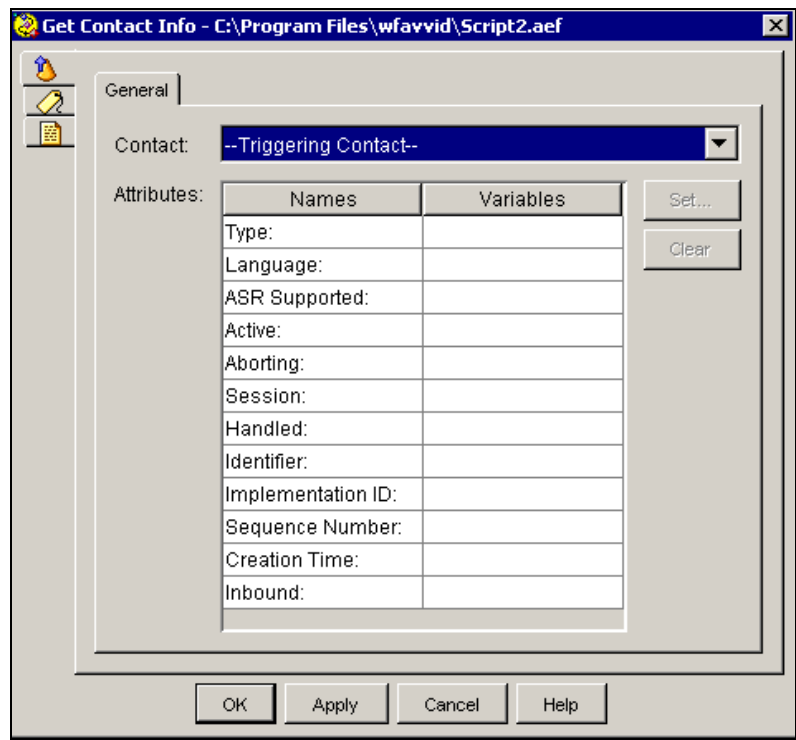 Get Contact Info - C:\Program Files\wfavvid\Script2.aef
General
Contact: --Triggering Contact--
Attributes: Names Variables Set...
Type:
Clear
Language:
ASR Supported:
Active:
Aborting:
Session:
Handled:
Identifier:
Implementation ID:
Sequence Number:
Creation Time:
Inbound:
OK Apply Cancel Help